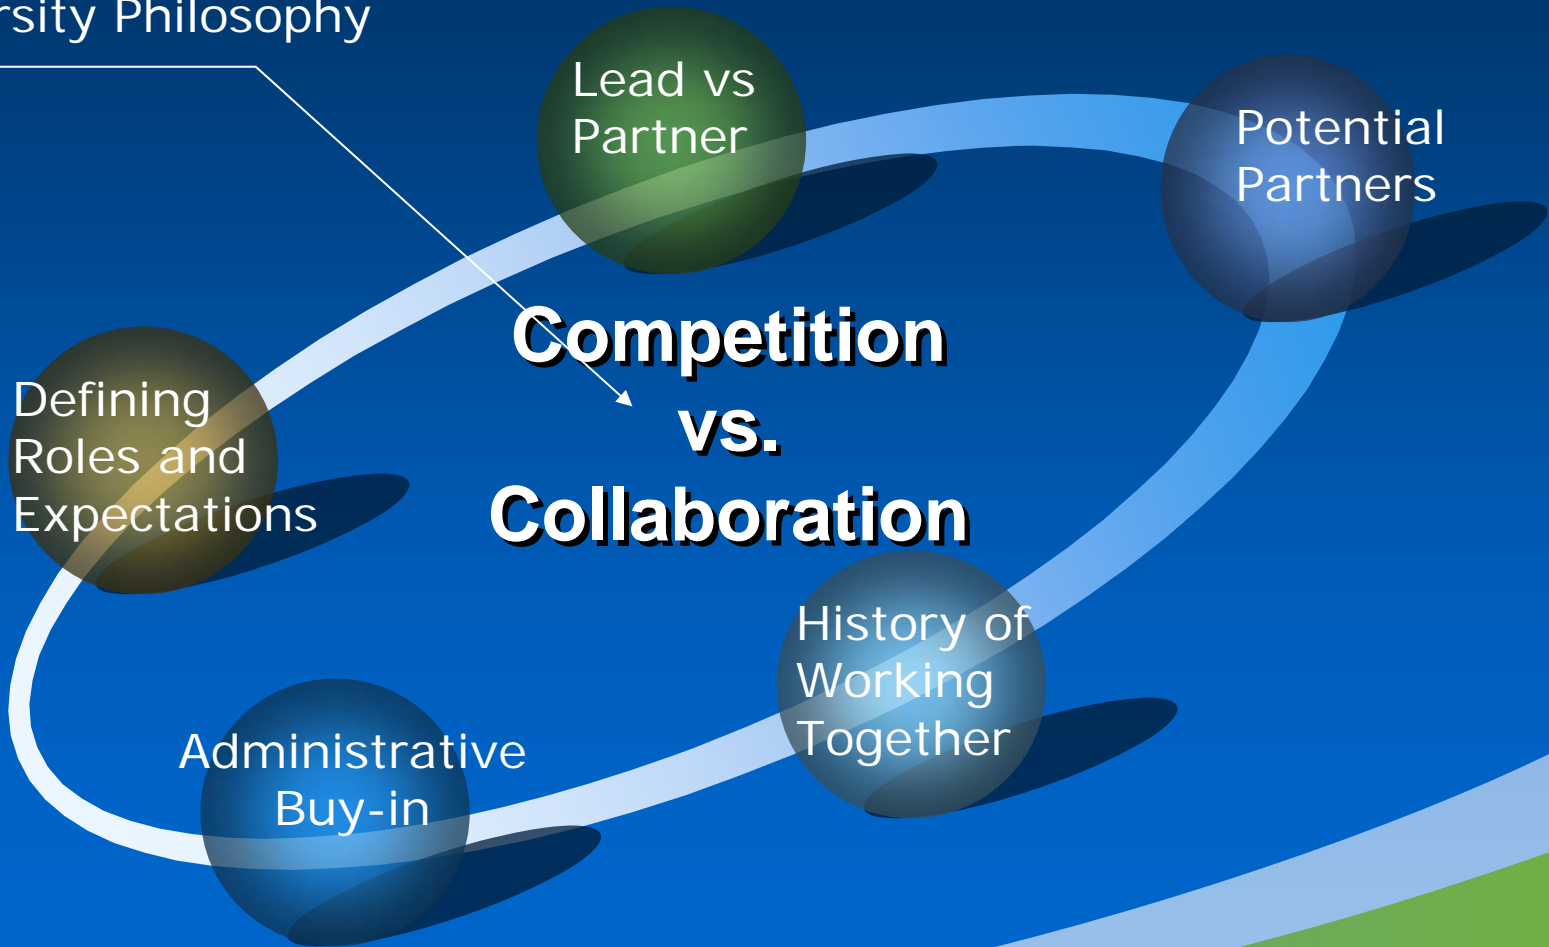 Philosophy
Lead vs
Partner
Potential
Partners
Competition
vs.
Collaboration
Defining
Roles and
Expectations
History of
Working
Together
Administrative
Buy-in